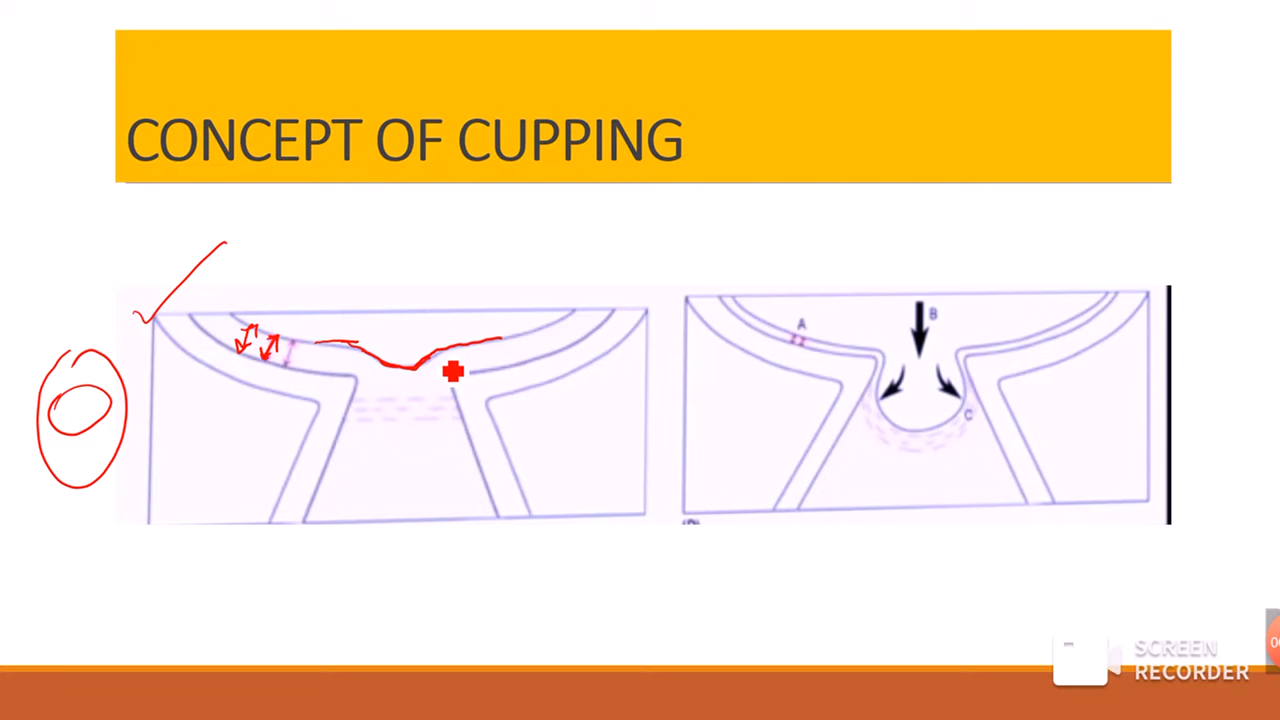 CONCEPT OF CUPPING
A
B
C
(D)
SCREEN
RECORDER